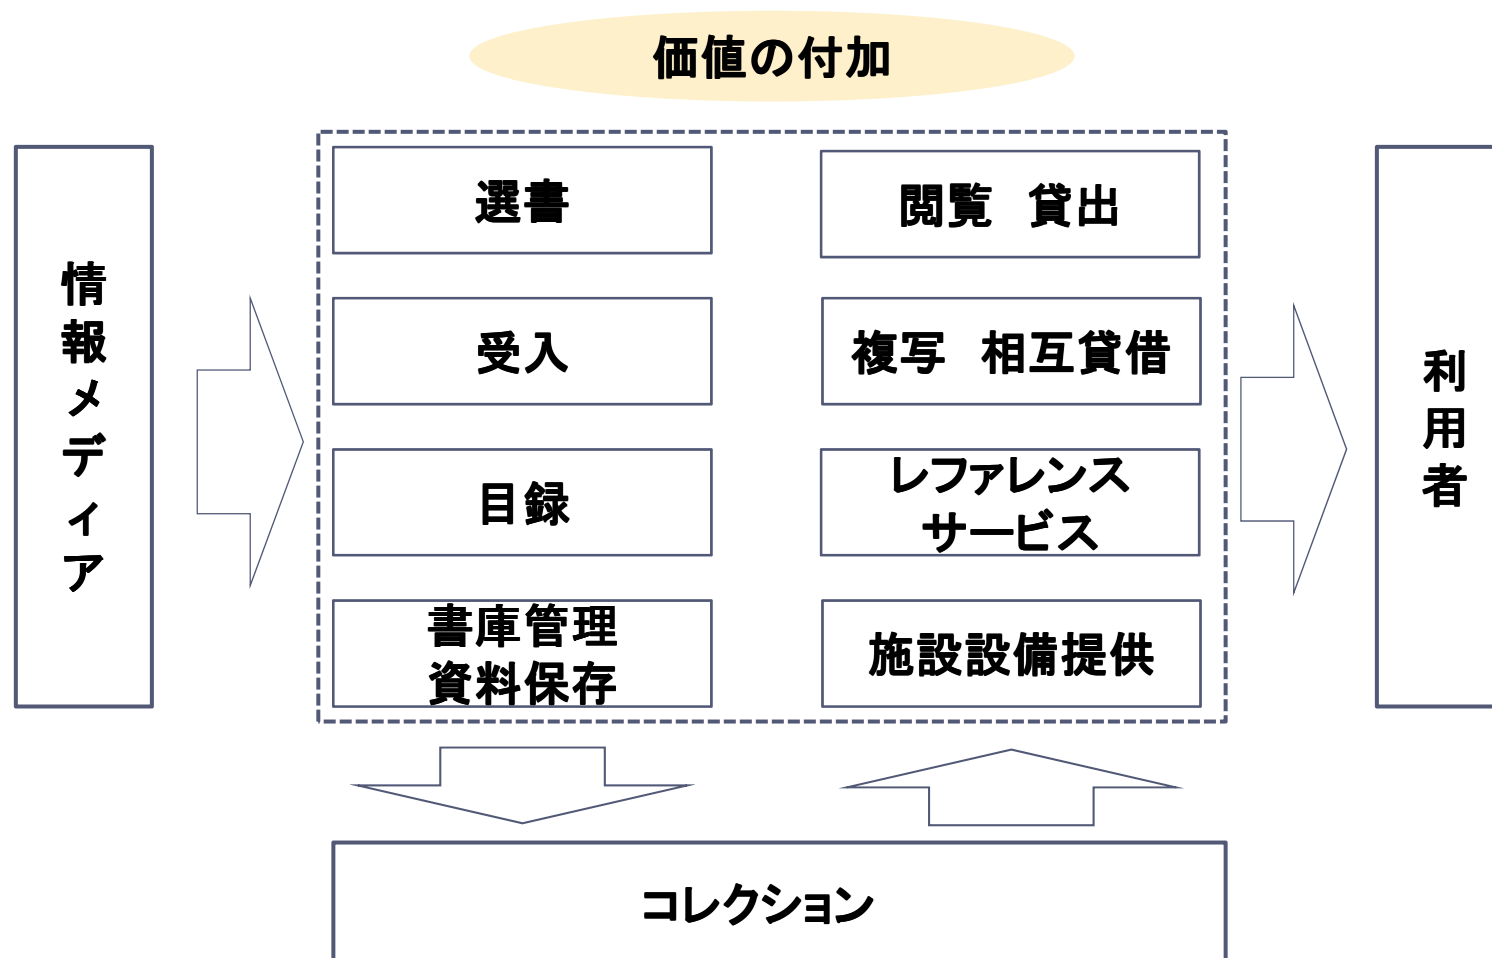 価値の付加
情報メディア
選書
閲覧　貸出
受入
複写　相互貸借
目録
レファレンス
サービス
書庫管理
資料保存
施設設備提供
利用者
コレクション